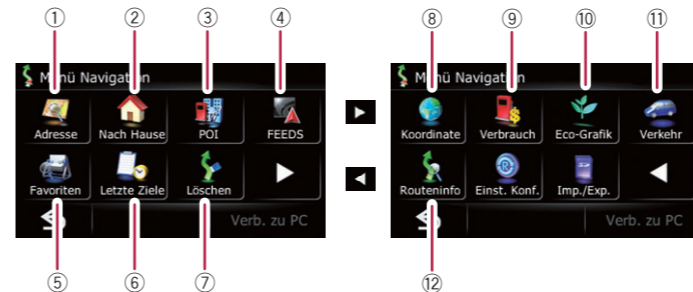 ① ② ③ ④
Menü Navigation
Adresse Nach Hause POI FEEDS
Favoriten Letzte Ziele Löschen
Verb. zu PC
⑤ ⑥ ⑦
⑧ ⑨ ⑩ ⑪
Menü Navigation
Koordinate Verbrauch Eco-Grafik Verkehr
Routeninfo Einst. Konf. Imp./Exp.
Verb. zu PC
⑫